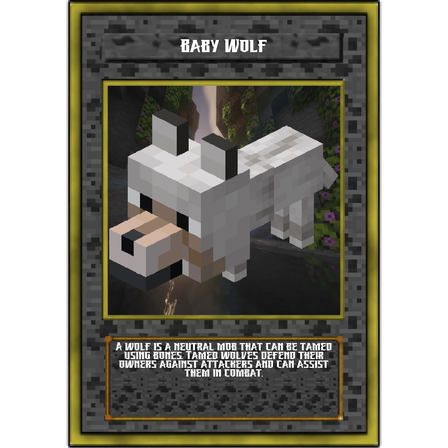 BABY WOLF
A WOLF IS A NEUTRAL MOB THAT CAN BE TAMED
USING BONES. TAMED WOLVES DEFEND THEIR
OWNERS AGAINST ATTACKERS AND CAN ASSIST
THEM IN COMBAT.